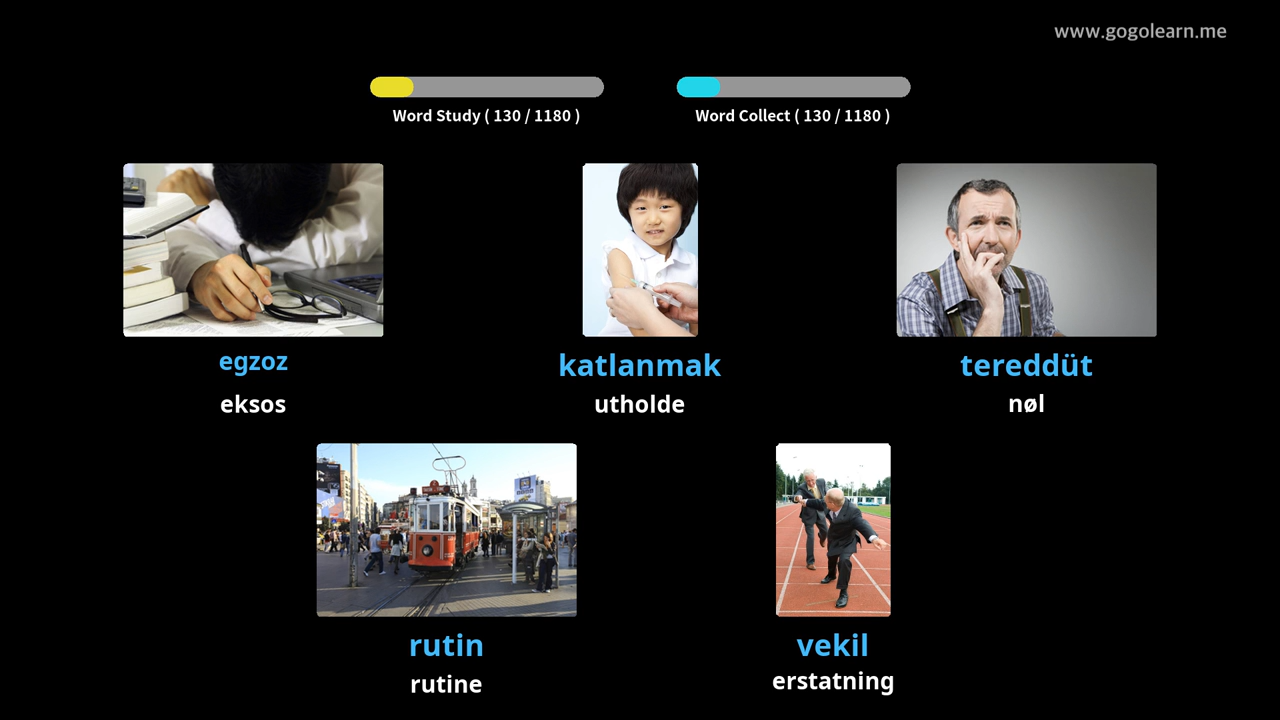 www.gogolearn.me
Word Study ( 130 / 1180 )
Word Collect ( 130 / 1180 )
egzoz
katlanmak
tereddüt
eksos
utholde
nøl
rutin
vekil
rutine
erstatning